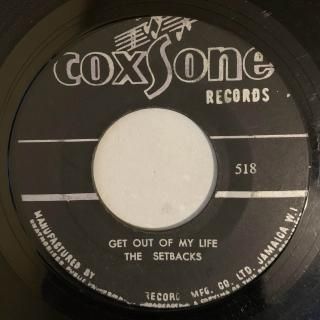 coxSone
RECORDS
518
GET OUT OF MY LIFE
THE SETBACKS
MANUFACTURED BY RECORD MFG. CO LTD. JAMAICA W.I.